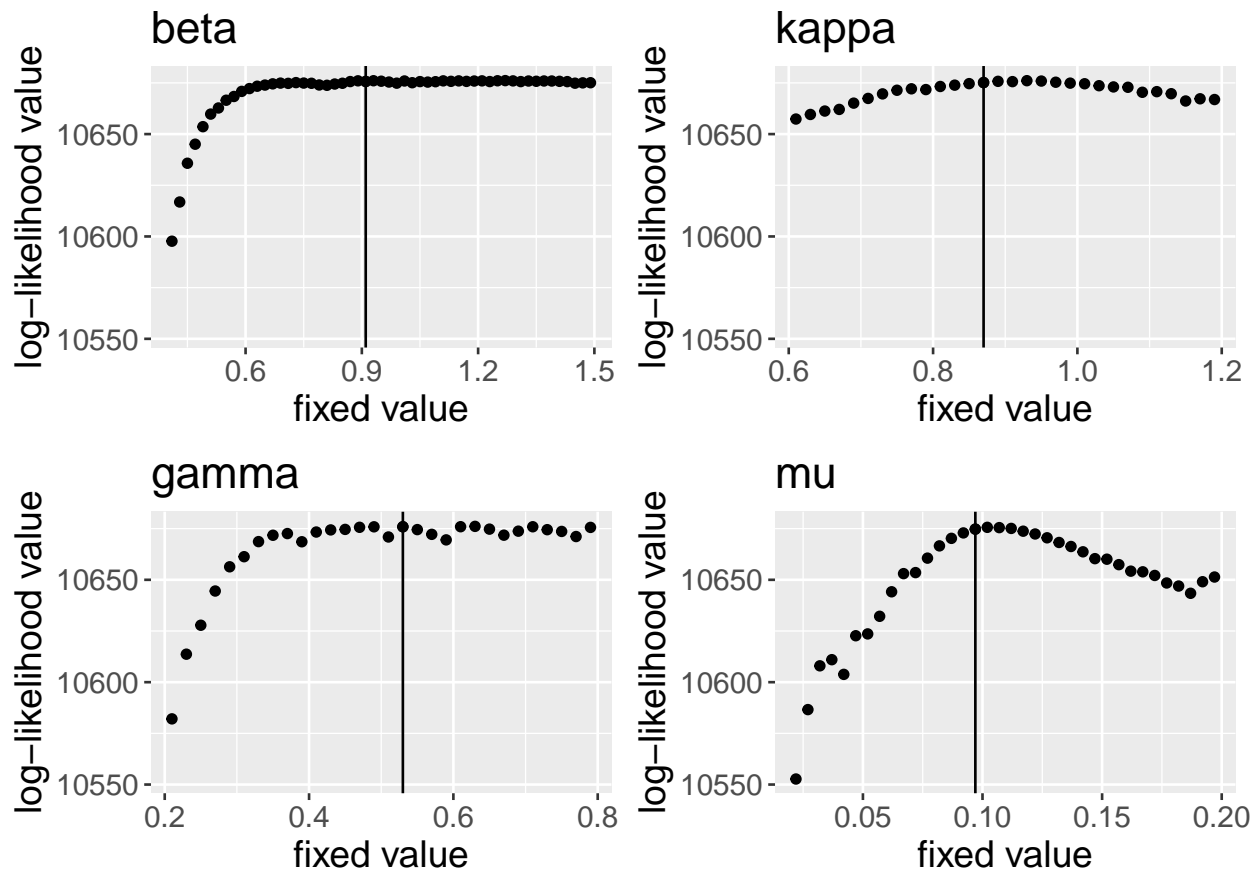 beta
log−likelihood value
10650
10600
10550
0.6 0.9 1.2 1.5
fixed value
kappa
log−likelihood value
10650
10600
10550
0.6 0.8 1.0 1.2
fixed value
gamma
log−likelihood value
10650
10600
10550
0.2 0.4 0.6 0.8
fixed value
mu
log−likelihood value
10650
10600
10550
0.05 0.10 0.15 0.20
fixed value